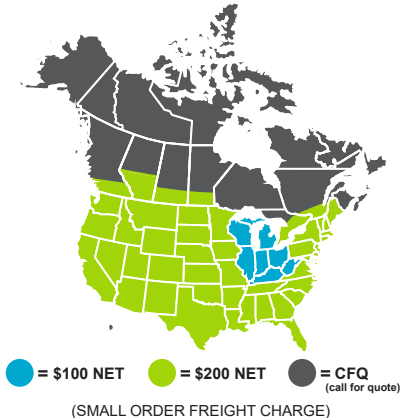 = $100 NET = $200 NET = CFQ
(call for quote)
(SMALL ORDER FREIGHT CHARGE)